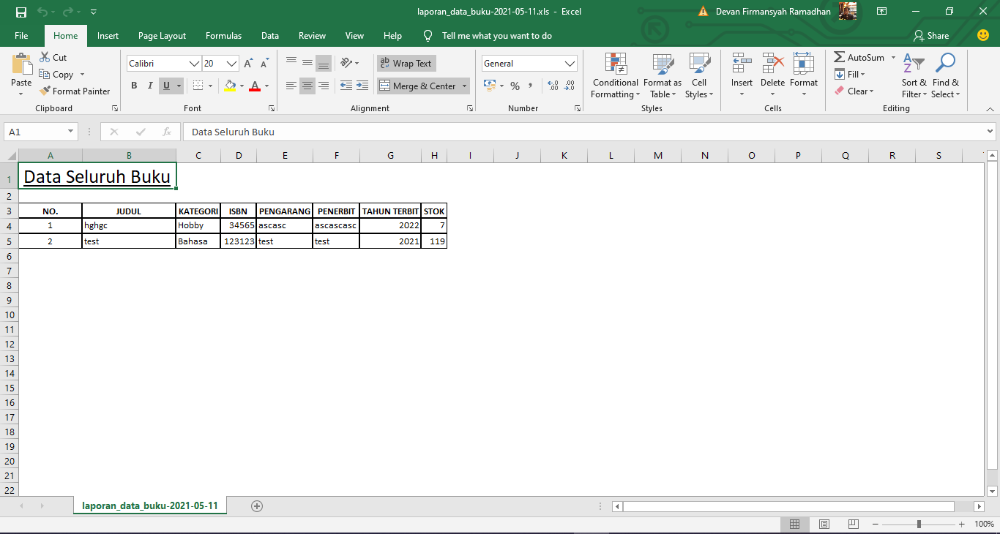 laporan_data_buku-2021-05-11.xls - Excel
Devan Firmansyah Ramadhan
File Home Insert Page Layout Formulas Data Review View Help Tell me what you want to do Share
Paste
Cut
Copy
Format Painter
Clipboard
Calibri 20
B I U
Font
Wrap Text
Merge & Center
Alignment
General
Number
Conditional Formatting
Format as Table
Cell Styles
Styles
Insert Delete Format
Cells
AutoSum
Fill
Clear
Sort & Filter
Find & Select
Editing
A1 Data Seluruh Buku
A B C D E F G H I J K L M N O P Q R S
1 Data Seluruh Buku
2
3 NO. JUDUL KATEGORI ISBN PENGARANG PENERBIT TAHUN TERBIT STOK
4 1 hghgc Hobby 34565 ascasc ascascasc 2022 7
5 2 test Bahasa 123123 test test 2021 119
6
7
8
9
10
11
12
13
14
15
16
17
18
19
20
21
22
laporan_data_buku-2021-05-11
100%